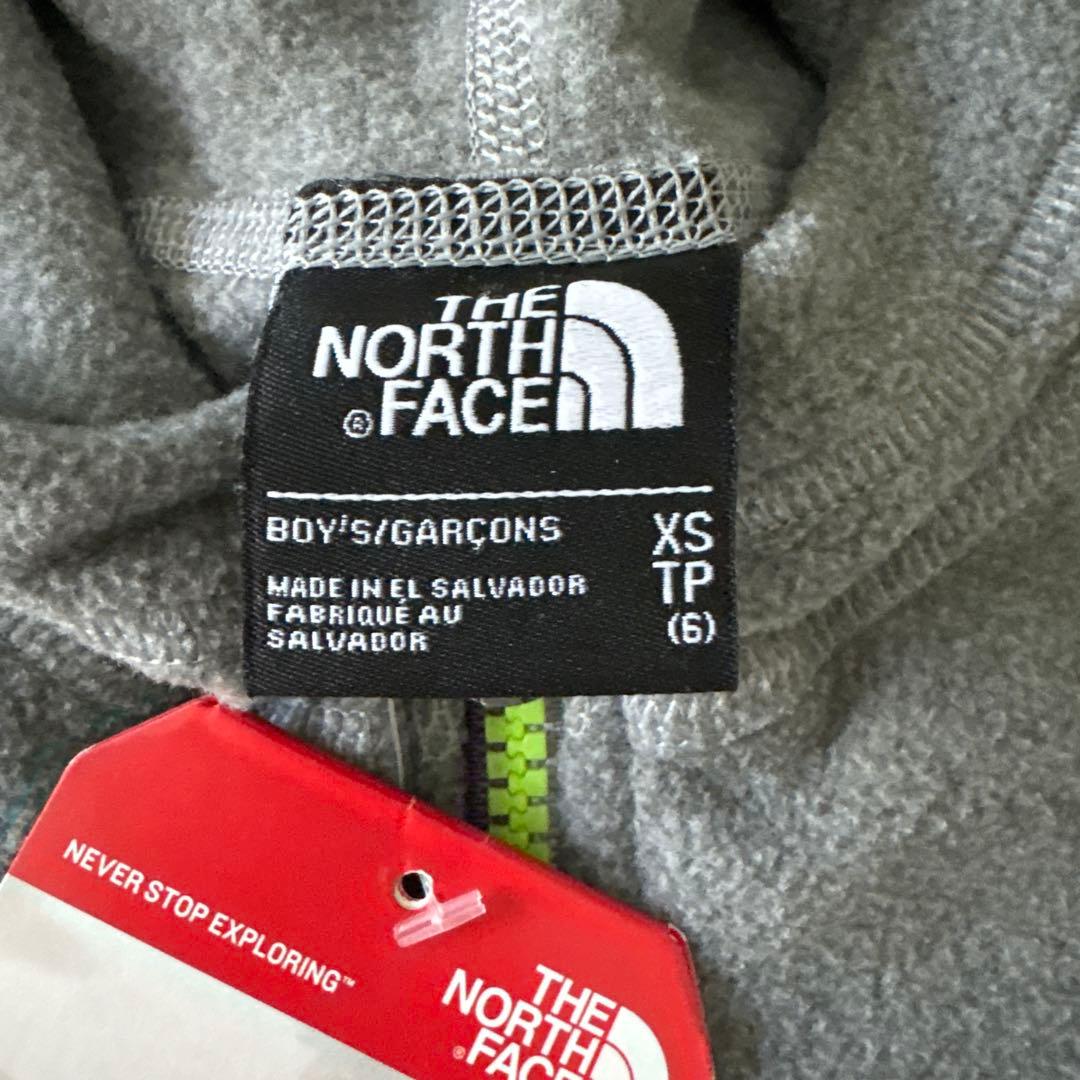 THE
NORTH
®FACE
BOY'S/GARÇONS
XS
TP
(6)
MADE IN EL SALVADOR
FABRIQUÉ AU
SALVADOR
NEVER STOP EXPLORING™
THE
NORTH
®FACE